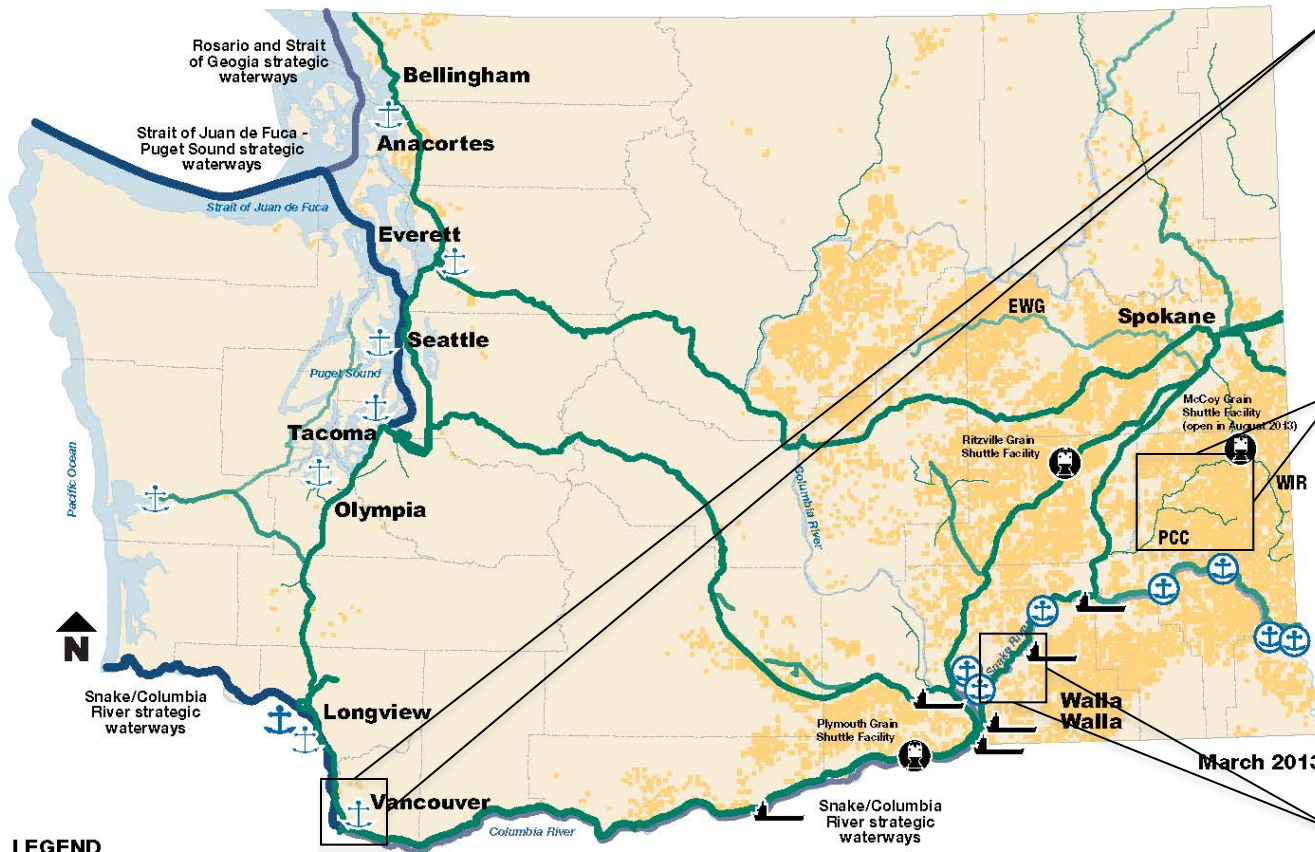 Rosario and Strait
of Geogia strategic
waterways
Bellingham
Anacortes
Strait of Juan de Fuca -
Puget Sound strategic
waterways
Strait of Juan de Fuca
Everett
Seattle
Puget Sound
Tacoma
Olympia
Pacific Ocean
EWG
Spokane
McCoy Grain
Shuttle Facility
(open in August 2013)
Ritzville Grain
Shuttle Facility
Columbia River
WIR
PCC
N
Snake River
Snake/Columbia
River strategic
waterways
Longview
Walla
Walla
Plymouth Grain
Shuttle Facility
March 2013
Vancouver
Columbia River
Snake/Columbia
River strategic
waterways
LEGEND